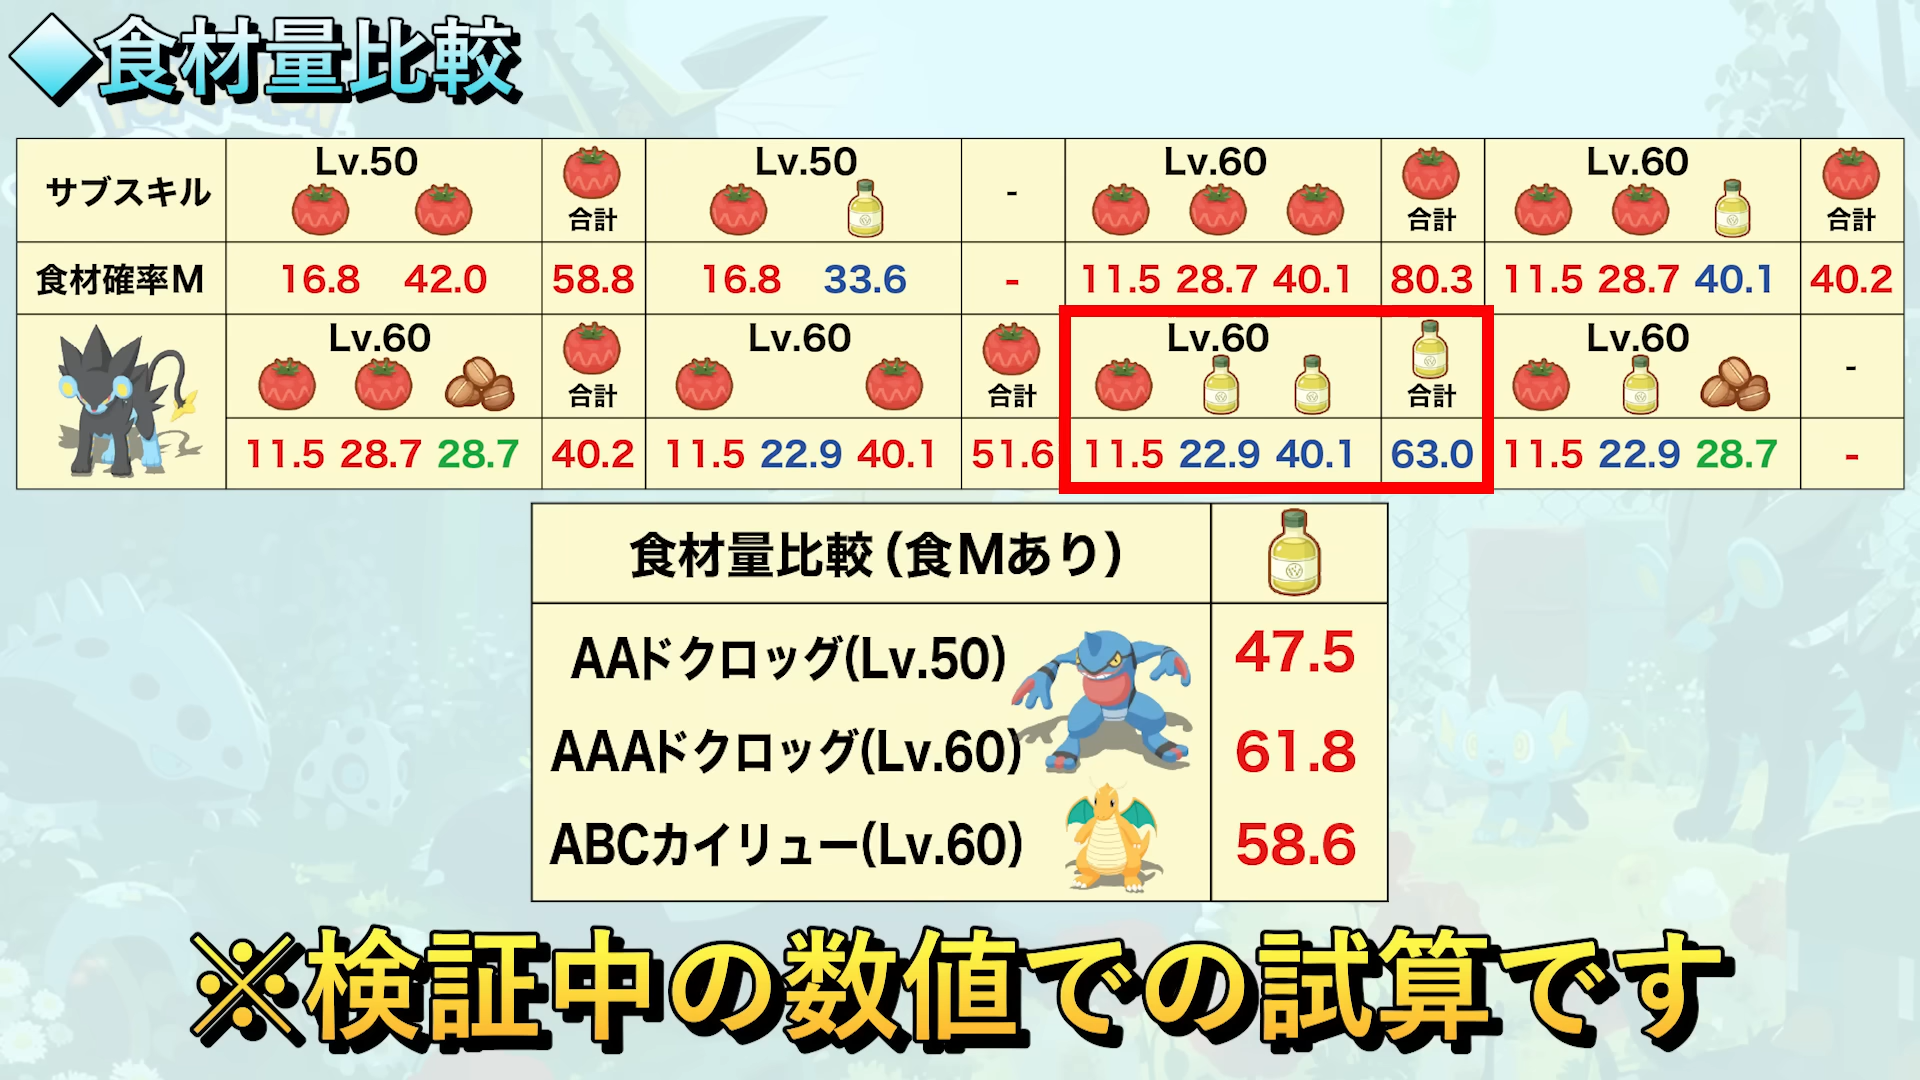 ◆食材量比較
サブスキル Lv.50 合計 Lv.50 - Lv.60 合計 Lv.60 合計
食材確率M 16.8 42.0 58.8 16.8 33.6 - 11.5 28.7 40.1 80.3 11.5 28.7 40.1 40.2
Lv.60 合計 Lv.60 合計 Lv.60 合計 Lv.60 -
11.5 28.7 28.7 40.2 11.5 22.9 40.1 51.6 11.5 22.9 40.1 63.0 11.5 22.9 28.7 -
食材量比較(食Mあり)
AAドクロッグ(Lv.50) 47.5
AAAドクロッグ(Lv.60) 61.8
ABCカイリュー(Lv.60) 58.6
※検証中の数値での試算です